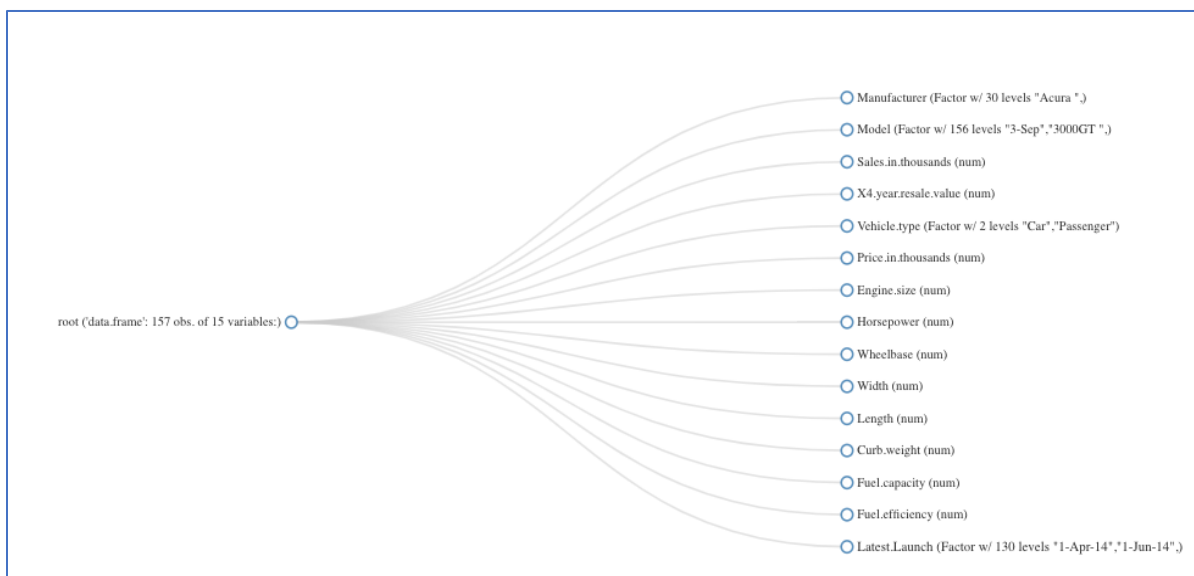 Manufacturer (Factor w/ 30 levels "Acura ",)
Model (Factor w/ 156 levels "3-Sep","3000GT ",)
Sales.in.thousands (num)
X4.year.resale.value (num)
Vehicle.type (Factor w/ 2 levels "Car","Passenger")
Price.in.thousands (num)
Engine.size (num)
root ('data.frame': 157 obs. of 15 variables:)
Horsepower (num)
Wheelbase (num)
Width (num)
Length (num)
Curb.weight (num)
Fuel.capacity (num)
Fuel.efficiency (num)
Latest.Launch (Factor w/ 130 levels "1-Apr-14","1-Jun-14",)